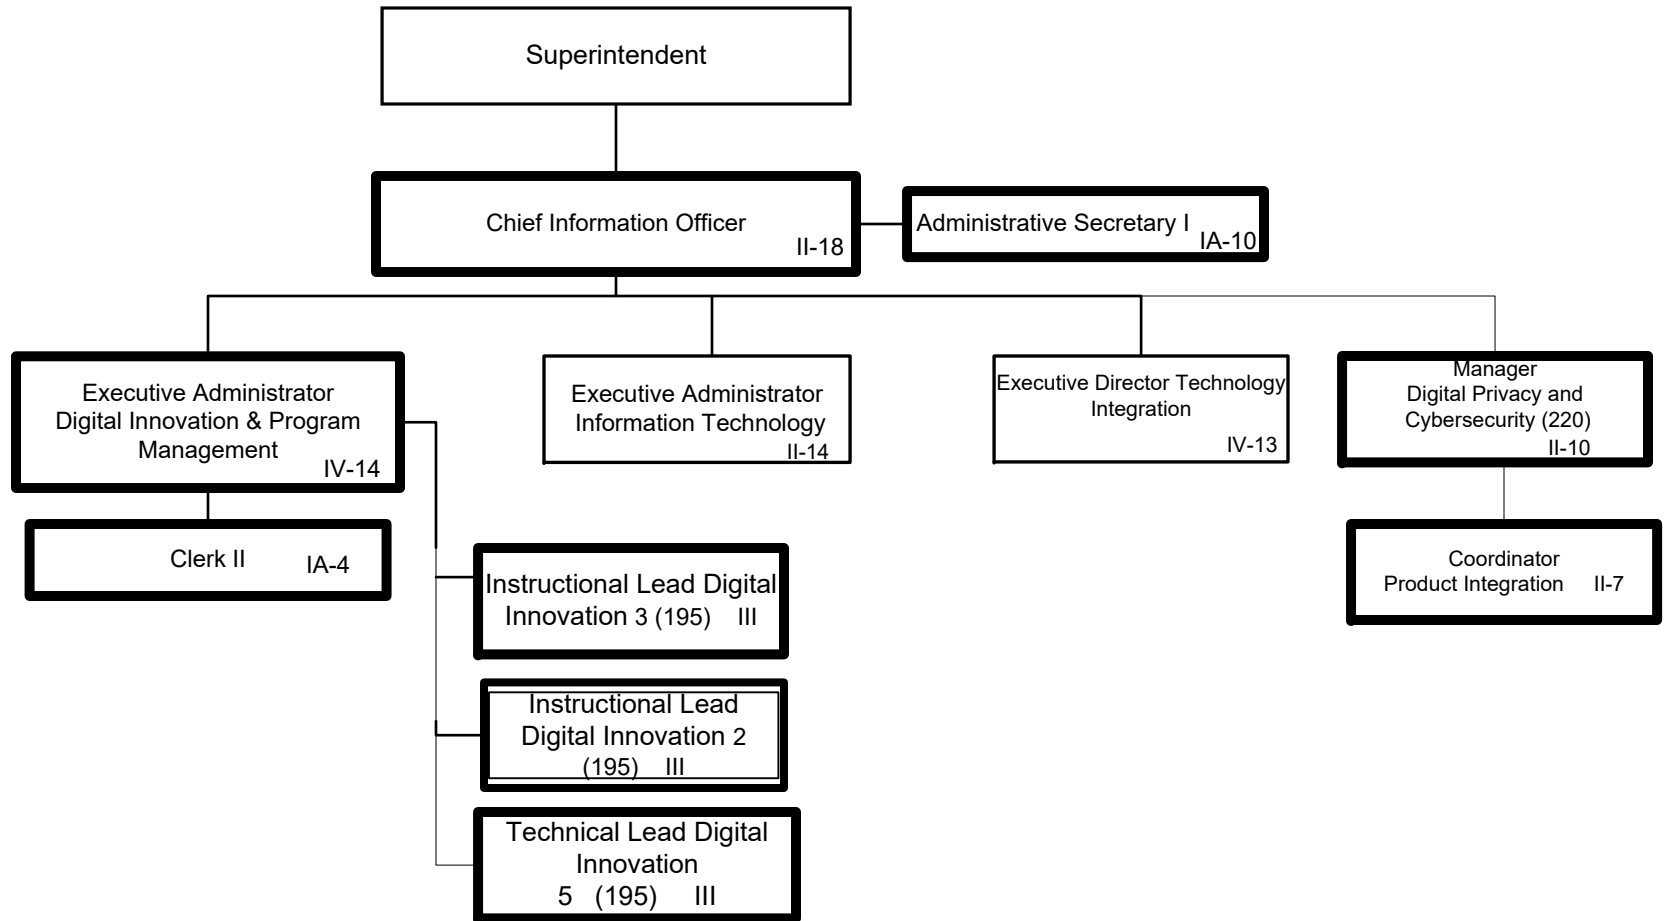 Superintendent
Chief Information Officer
II-18
Administrative Secretary I
IA-10
Executive Administrator
Digital Innovation & Program
Management
IV-14
Executive Administrator
Information Technology
II-14
Executive Director Technology
Integration
IV-13
Manager
Digital Privacy and
Cybersecurity (220)
II-10
Clerk II IA-4
Coordinator
Product Integration II-7
Instructional Lead Digital
Innovation 3 (195) III
Instructional Lead
Digital Innovation 2
(195) III
Technical Lead Digital
Innovation
5 (195) III